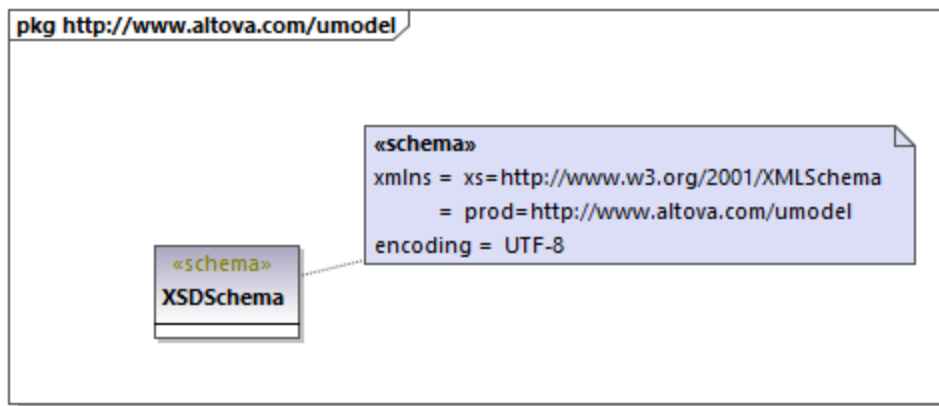 pkg http://www.altova.com/umodel
«schema»
xmlns = xs=http://www.w3.org/2001/XMLSchema
= prod=http://www.altova.com/umodel
encoding = UTF-8
«schema»
XSDSchema